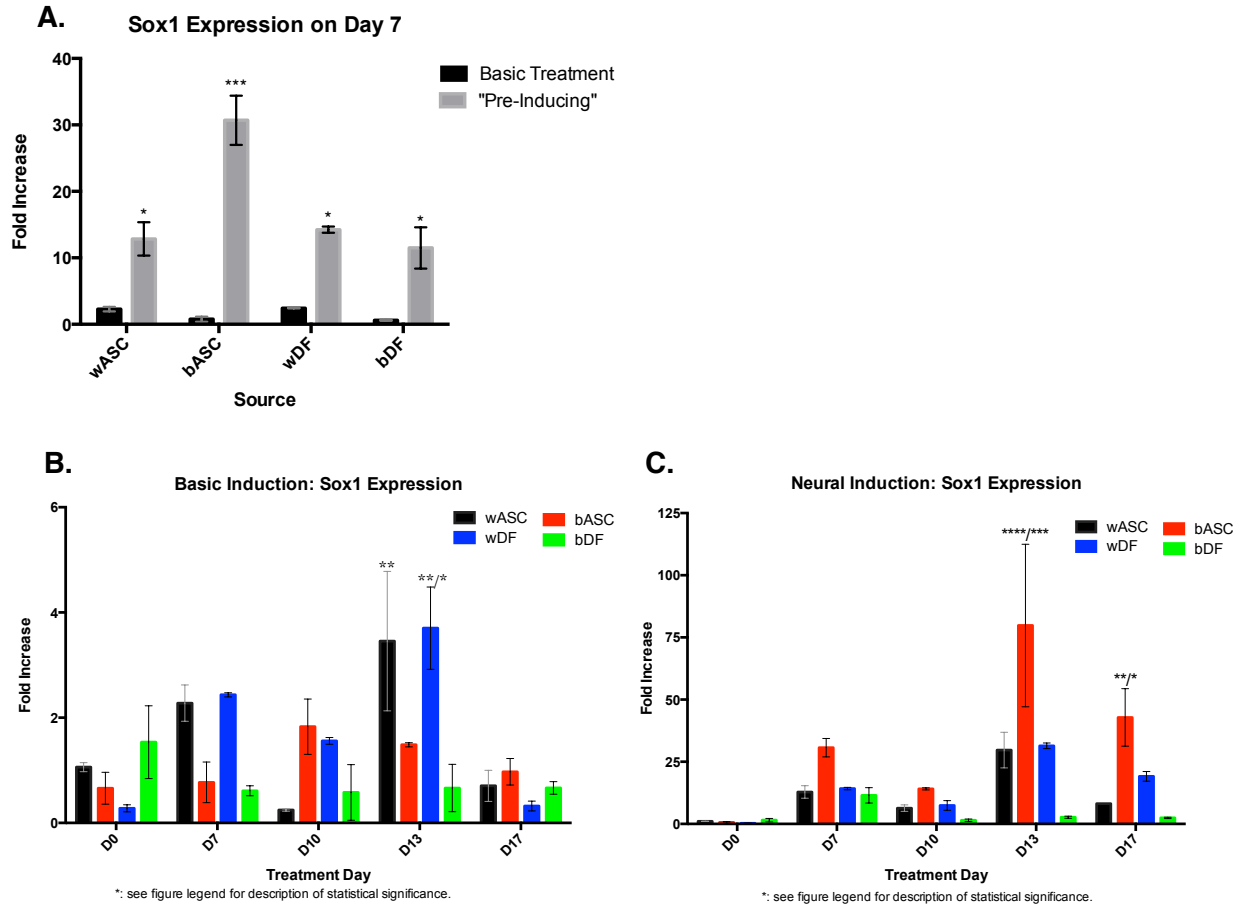 A.
Sox1 Expression on Day 7
Fold Increase
40
30
20
10
0
*
***
*
*
Basic Treatment
"Pre-Inducing"
wASC
bASC
wDF
bDF
Source
B.
Basic Induction: Sox1 Expression
Fold Increase
6
4
2
0
wASC
bASC
wDF
bDF
**
**/*
D0
D7
D10
D13
D17
Treatment Day
*: see figure legend for description of statistical significance.
C.
Neural Induction: Sox1 Expression
Fold Increase
125
100
75
50
25
0
wASC
bASC
wDF
bDF
****/***
**/*
D0
D7
D10
D13
D17
Treatment Day
*: see figure legend for description of statistical significance.